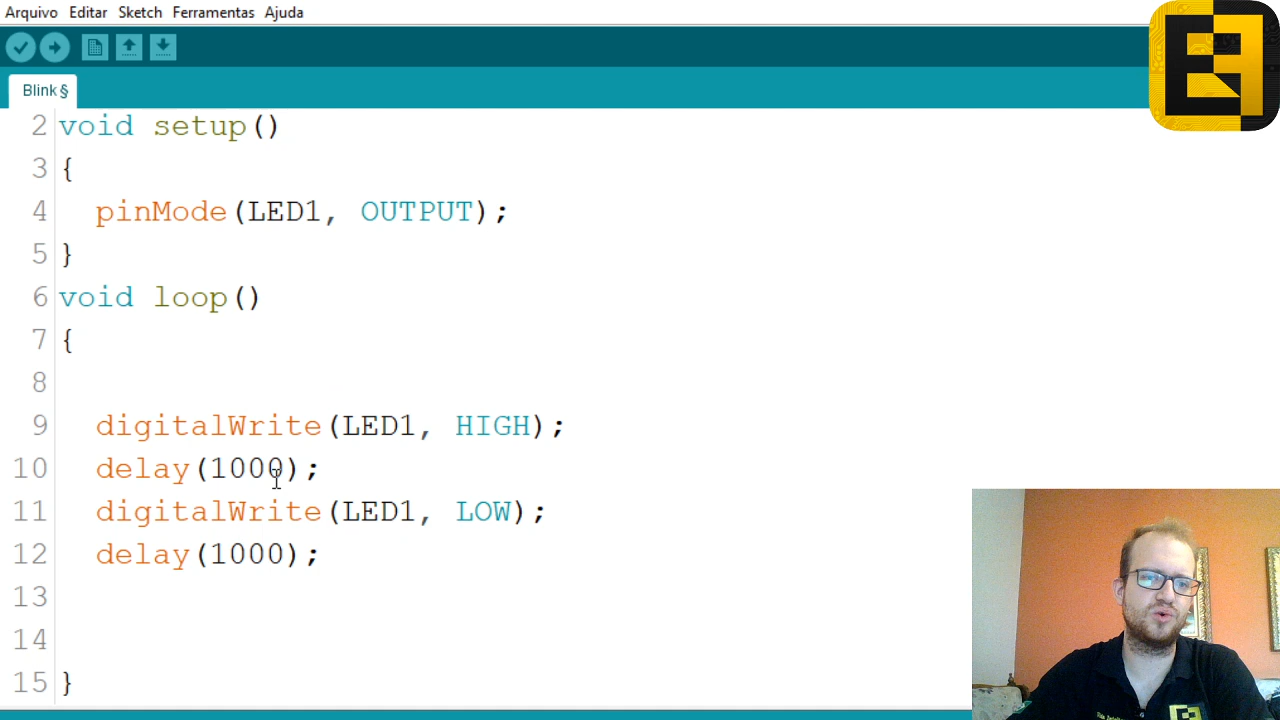 Arquivo Editar Sketch Ferramentas Ajuda
Blink §
2 void setup()
3 {
4 pinMode(LED1, OUTPUT);
5 }
6 void loop()
7 {
8
9 digitalWrite(LED1, HIGH);
10 delay(1000);
11 digitalWrite(LED1, LOW);
12 delay(1000);
13
14
15 }